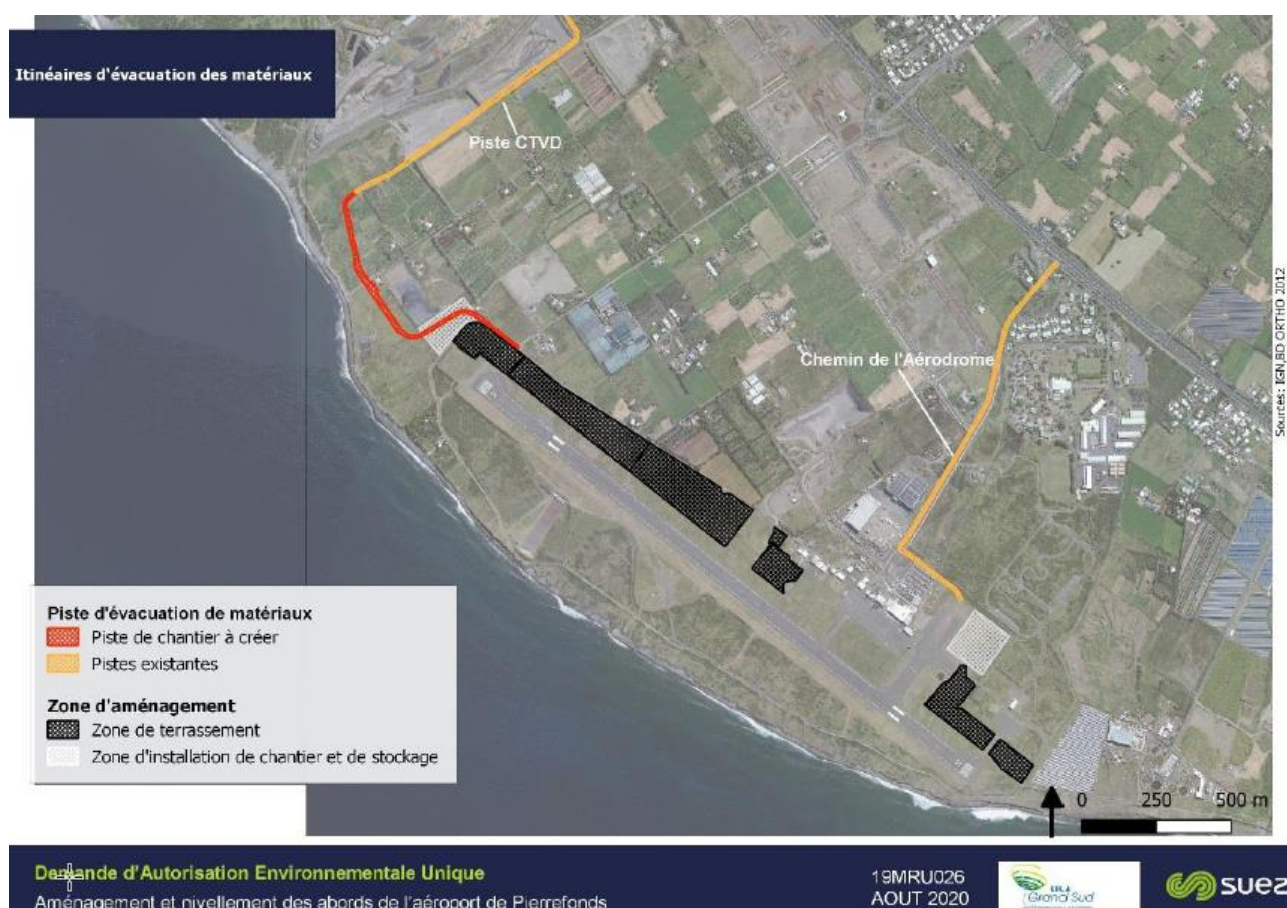 Itinéaires d'évacuation des matériaux
Piste CTVD
Chemin de l'Aérodrome
Sources: IGN,BD ORTHO 2012
Piste d'évacuation de matériaux
Piste de chantier à créer
Pistes existantes
Zone d'aménagement
Zone de terrassement
Zone d'installation de chantier et de stockage
0 250 500 m
Demande d'Autorisation Environnementale Unique
Aménagement et nivellement des abords de l'aéroport de Pierrefonds
19MRU026
AOUT 2020
Grand Sud
suez